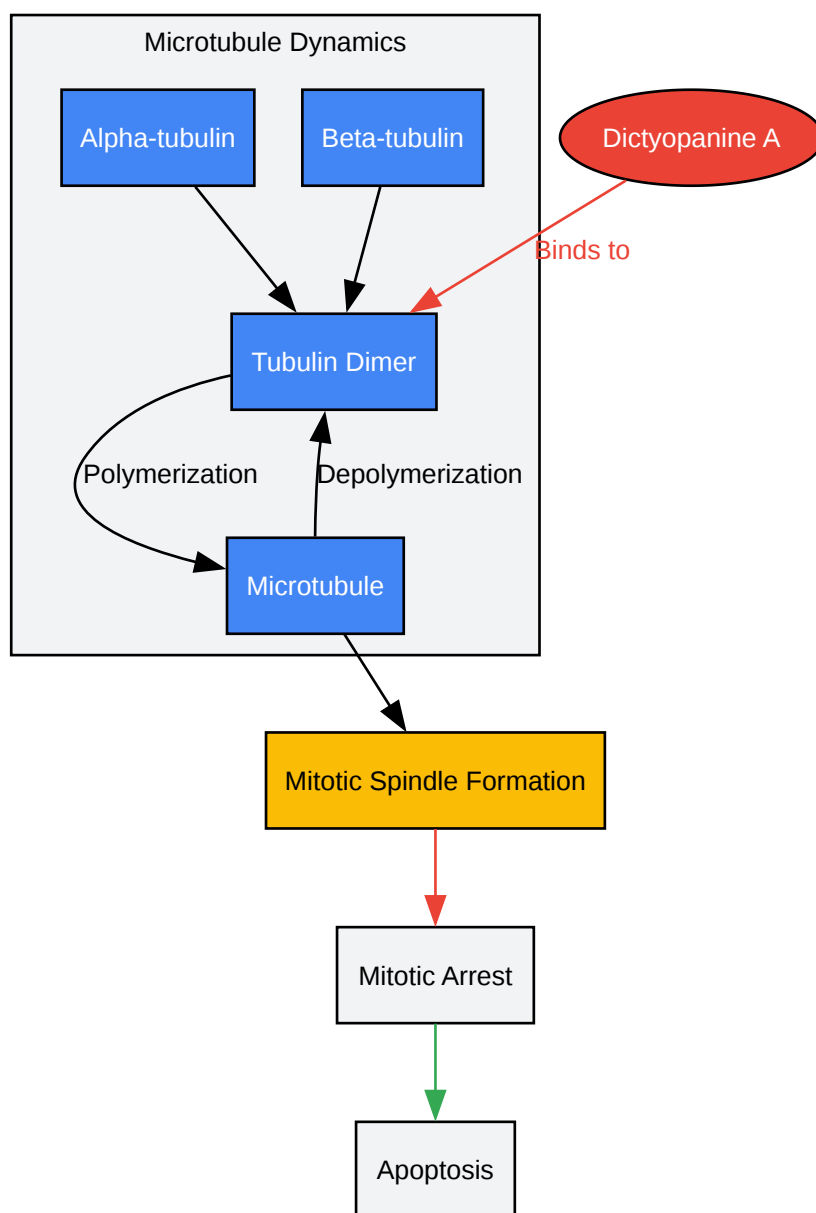 Microtubule Dynamics
Alpha-tubulin
Beta-tubulin
Dictyopanine A
Binds to
Tubulin Dimer
Polymerization
Depolymerization
Microtubule
Mitotic Spindle Formation
Mitotic Arrest
Apoptosis